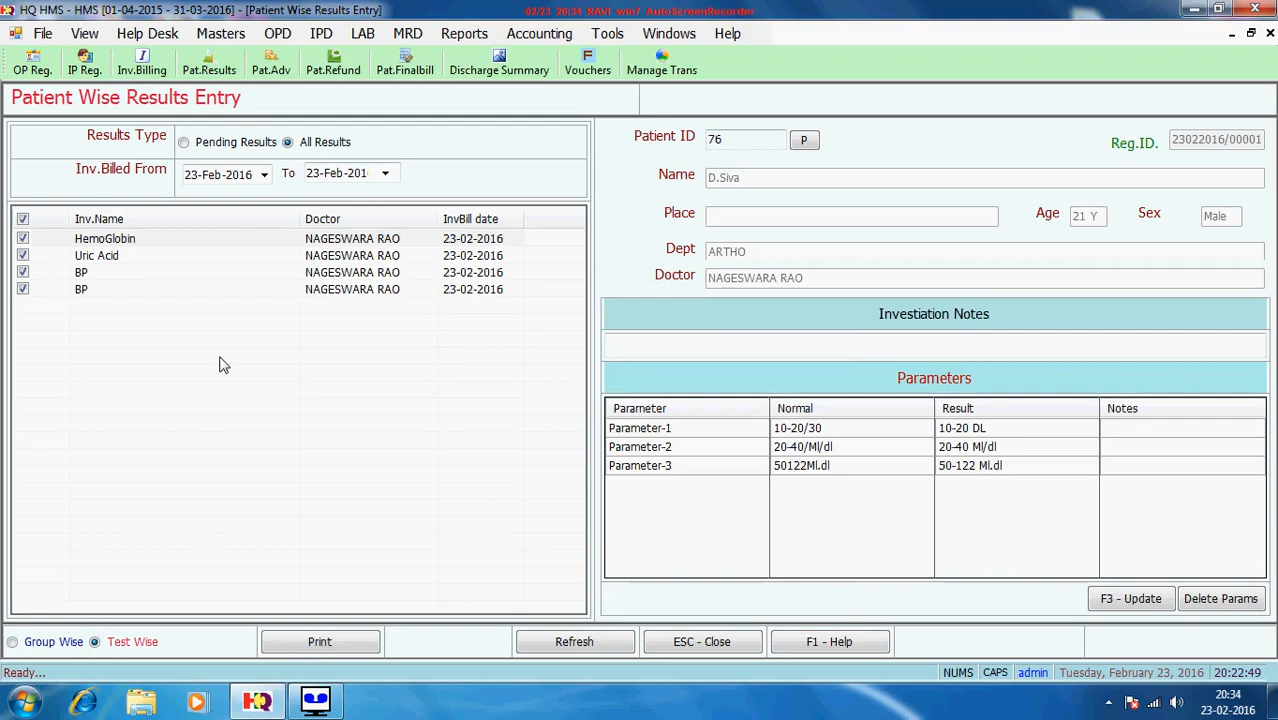 HQ HMS - HMS [01-04-2015 - 31-03-2016] - [Patient Wise Results Entry]
02/23 20:34 RAVI win7 AutoScreenRecorder
File View Help Desk Masters OPD IPD LAB MRD Reports Accounting Tools Windows Help
OP Reg. IP Reg. Inv.Billing Pat.Results Pat.Adv Pat.Refund Pat.Finalbill Discharge Summary Vouchers Manage Trans
Patient Wise Results Entry
Results Type Pending Results All Results
Inv.Billed From 23-Feb-2016 To 23-Feb-201
Inv.Name Doctor InvBill date
HemoGlobin NAGESWARA RAO 23-02-2016
Uric Acid NAGESWARA RAO 23-02-2016
BP NAGESWARA RAO 23-02-2016
BP NAGESWARA RAO 23-02-2016
Patient ID 76 P Reg.ID. 23022016/00001
Name D.Siva
Place Age 21 Y Sex Male
Dept ARTHO
Doctor NAGESWARA RAO
Investiation Notes
Parameters
Parameter Normal Result Notes
Parameter-1 10-20/30 10-20 DL
Parameter-2 20-40/Ml/dl 20-40 Ml/dl
Parameter-3 50122Ml.dl 50-122 Ml.dl
F3 - Update Delete Params
Group Wise Test Wise Print Refresh ESC - Close F1 - Help
Ready... NUMS CAPS admin Tuesday, February 23, 2016 20:22:49
HQ 20:34
23-02-2016